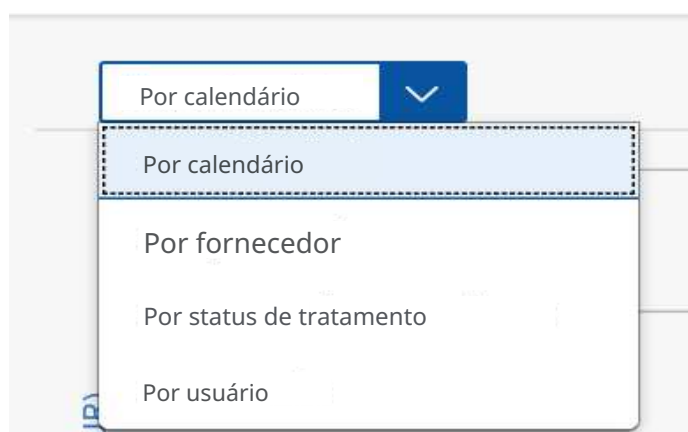 Por calendário
Por calendário
Por fornecedor
Por status de tratamento
Por usuário